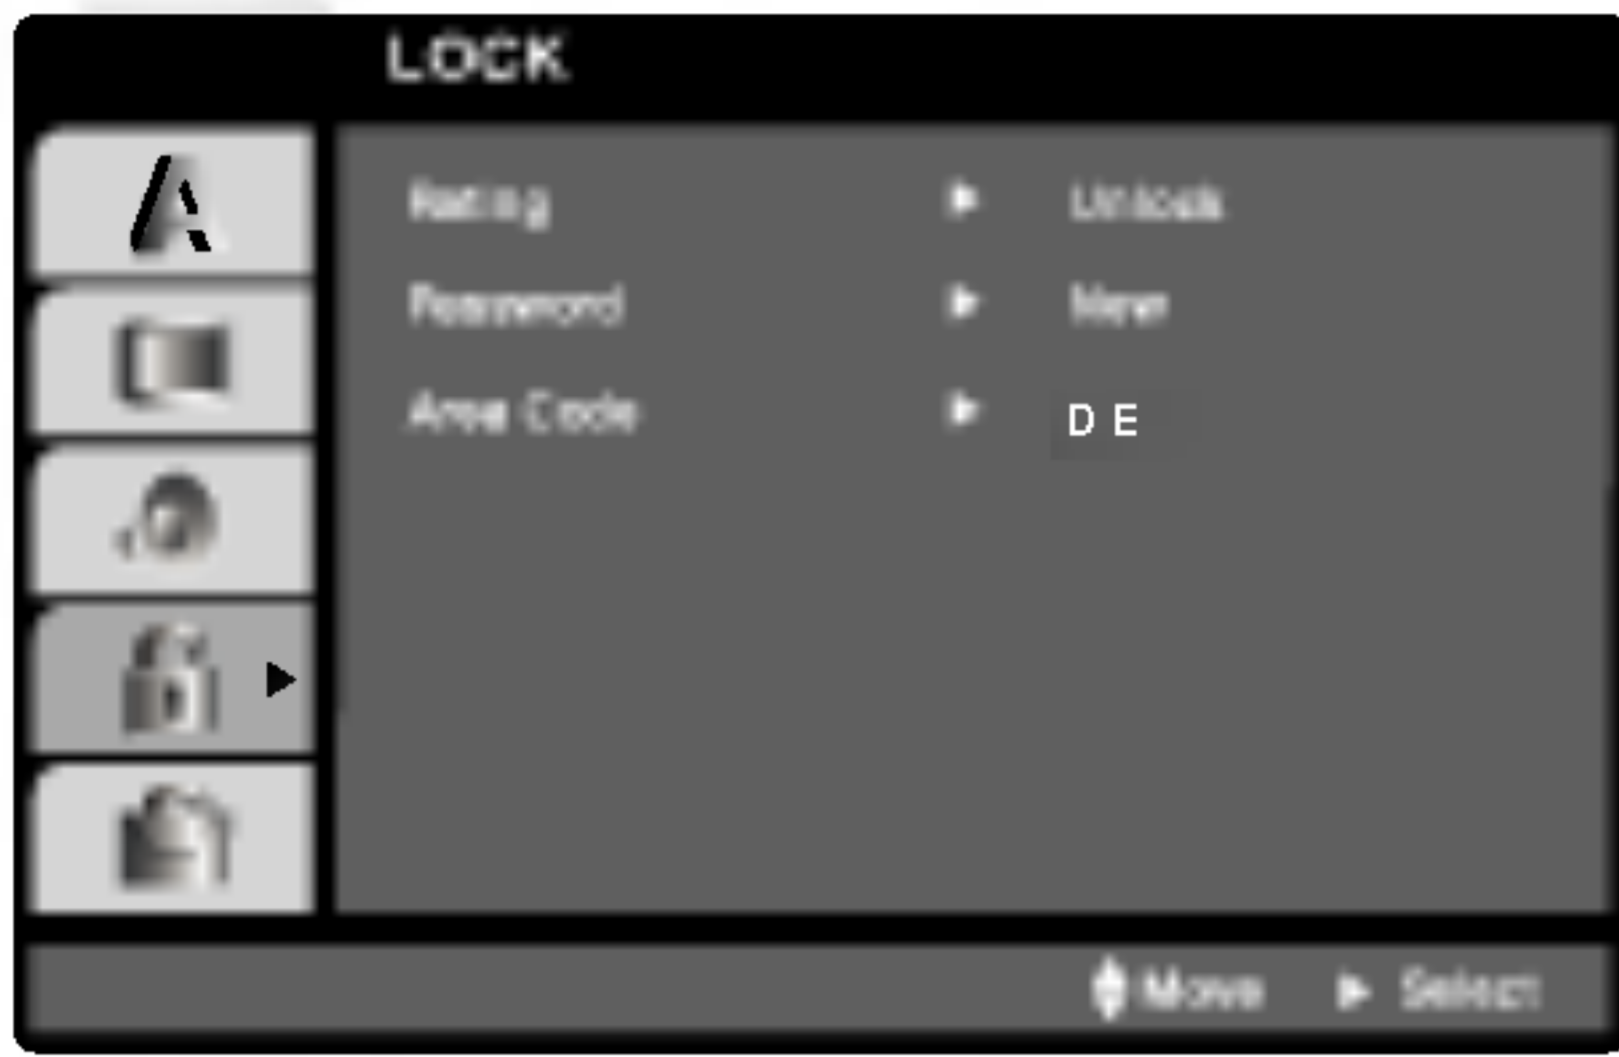 LOCK
Rating Unlock
Password New
Area Code D E
Move Select